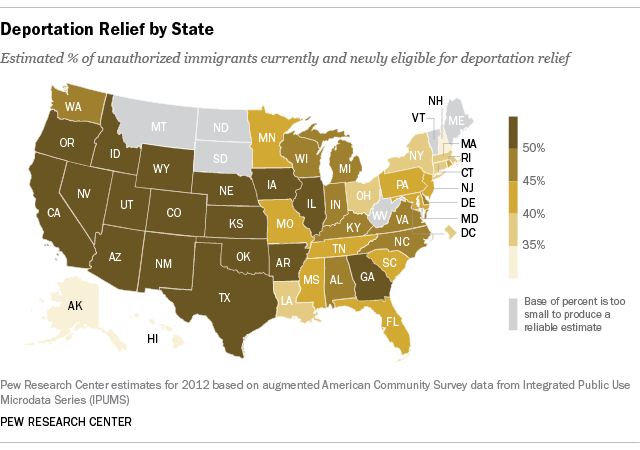 Deportation Relief by State
Estimated % of unauthorized immigrants currently and newly eligible for deportation relief
NH
VT
ME
WA
MT
ND
MN
OR
ID
SD
WI
MI
NY
MA
RI
CT
WY
NE
IA
IL
IN
OH
PA
NJ
DE
MD
DC
NV
UT
CO
KS
MO
KY
WV
VA
CA
AZ
NM
OK
AR
TN
NC
SC
TX
LA
MS
AL
GA
FL
AK
HI
50%
45%
40%
35%
Base of percent is too
small to produce a
reliable estimate
Pew Research Center estimates for 2012 based on augmented American Community Survey data from Integrated Public Use
Microdata Series (IPUMS)
PEW RESEARCH CENTER